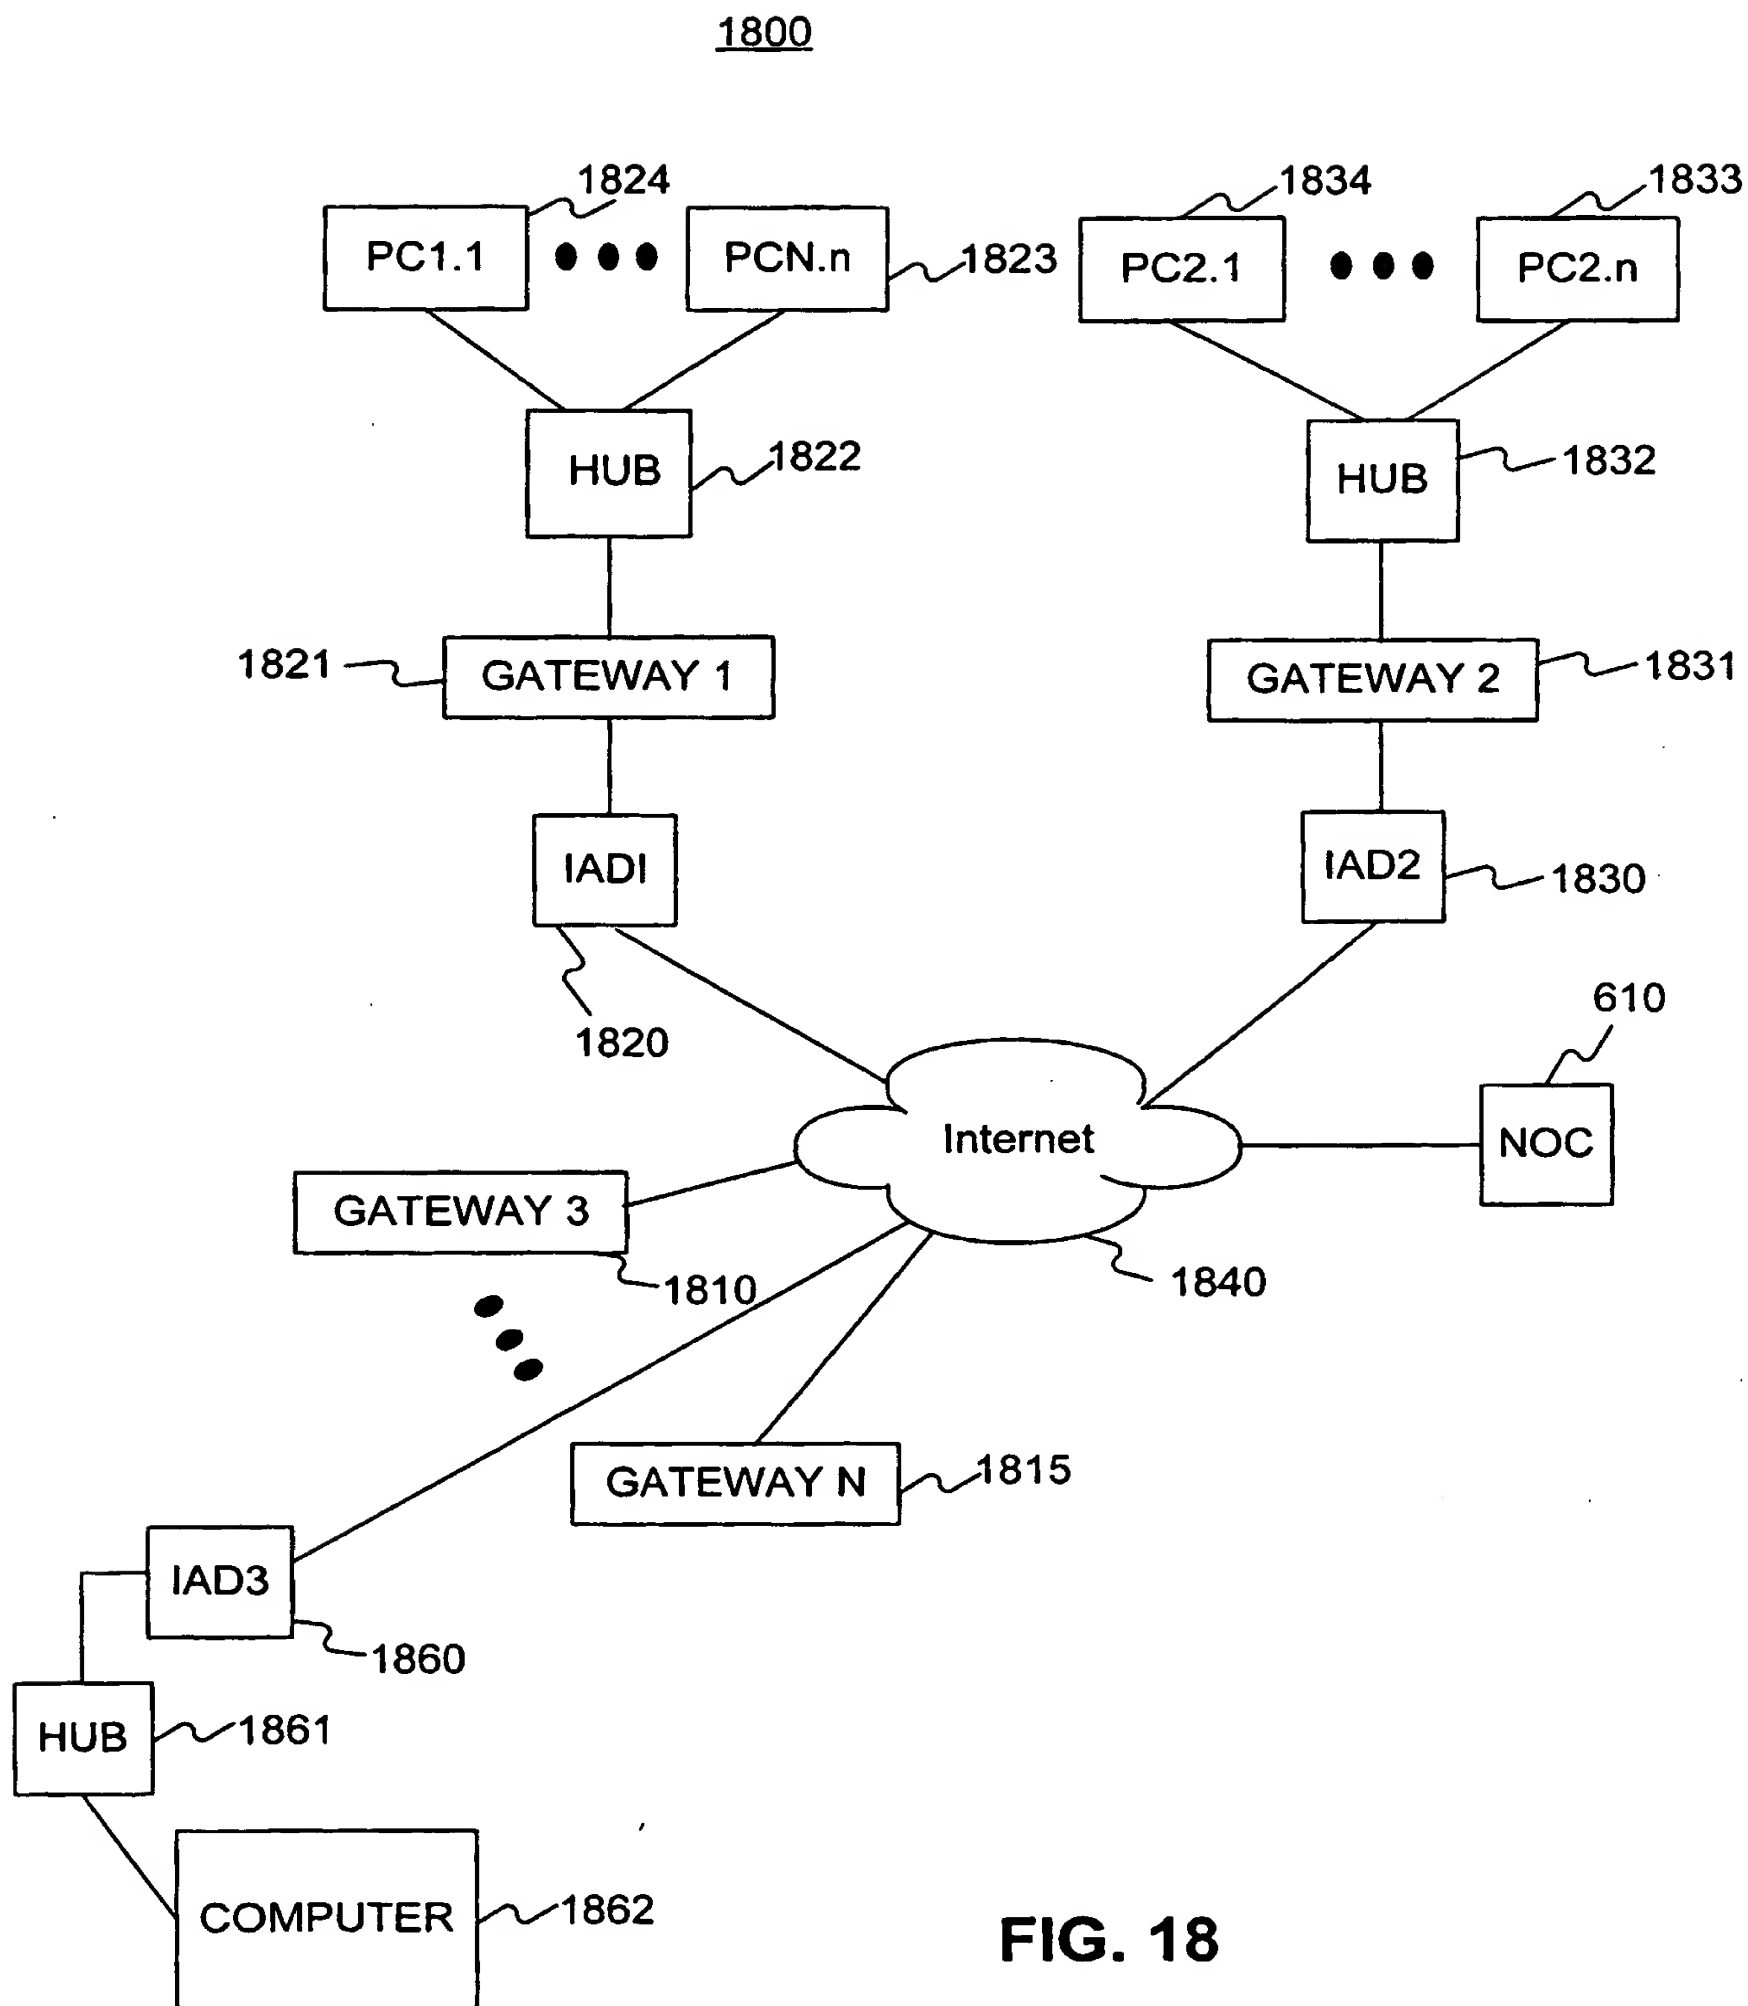 1800
1824
1834
1833
PC1.1
PCN.n
1823
PC2.1
PC2.n
HUB
1822
HUB
1832
1821
GATEWAY 1
GATEWAY 2
1831
IADI
IAD2
1830
1820
610
Internet
NOC
GATEWAY 3
1810
1840
GATEWAY N
1815
IAD3
1860
HUB
1861
COMPUTER
1862
FIG. 18